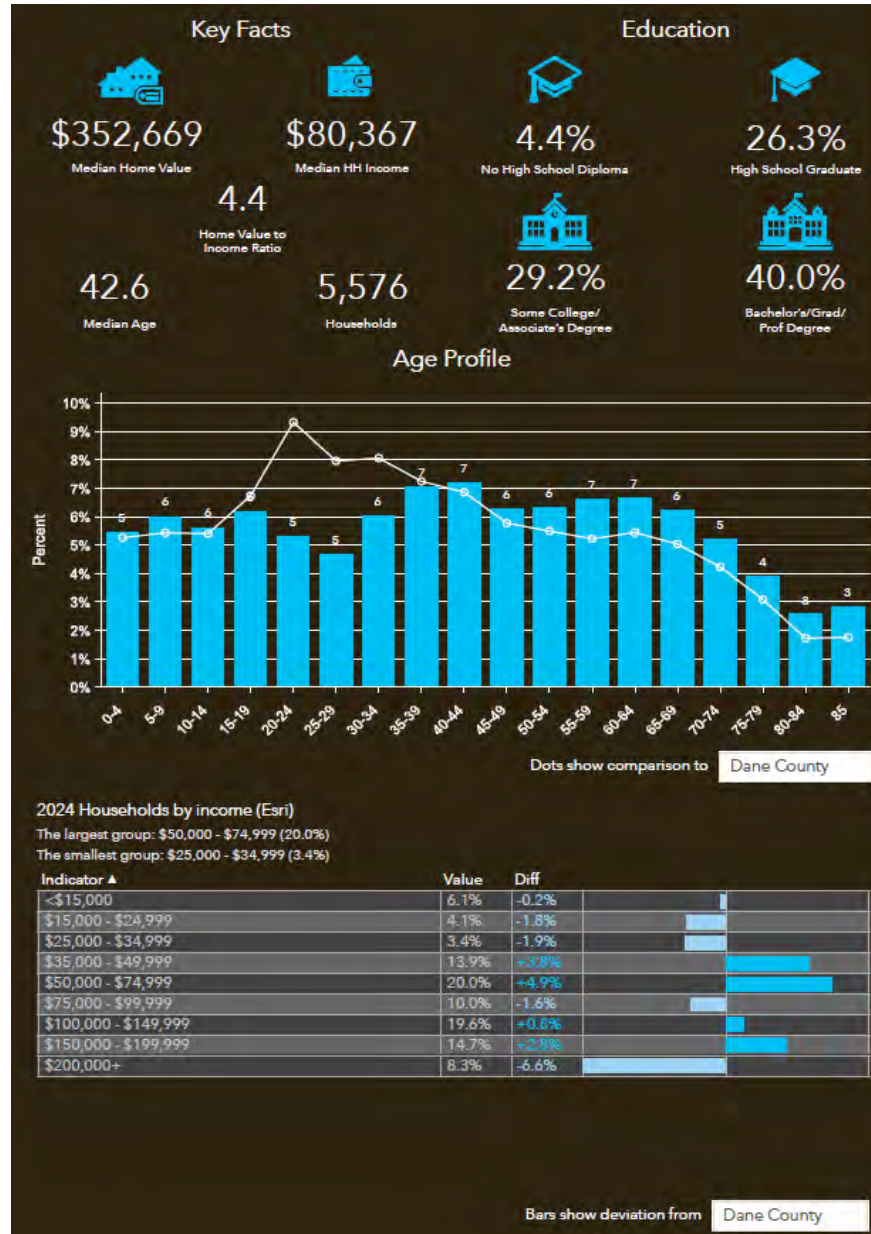 Key Facts
Education
$352,669
$80,367
4.4%
26.3%
Median Home Value
Median HH Income
No High School Diploma
High School Graduate
4.4
Home Value to
Income Ratio
29.2%
40.0%
42.6
5,576
Some College/
Associate's Degree
Bachelor's/Grad/
Prof Degree
Median Age
Households
Age Profile
10%
9%
8%
7%
6%
5%
4%
3%
2%
1%
0%
Percent
5 6 6 6 5 5 6 7 7 6 6 7 7 6 5 4 3 3
0-4 5-9 10-14 15-19 20-24 25-29 30-34 35-39 40-44 45-49 50-54 55-59 60-64 65-69 70-74 75-79 80-84 85
Dots show comparison to Dane County
2024 Households by income (Esri)
The largest group: $50,000 - $74,999 (20.0%)
The smallest group: $25,000 - $34,999 (3.4%)
Indicator ▲ Value Diff
<$15,000 6.1% -0.2%
$15,000 - $24,999 4.1% -1.8%
$25,000 - $34,999 3.4% -1.9%
$35,000 - $49,999 13.9% +3.8%
$50,000 - $74,999 20.0% +4.9%
$75,000 - $99,999 10.0% -1.6%
$100,000 - $149,999 19.6% +0.8%
$150,000 - $199,999 14.7% +2.8%
$200,000+ 8.3% -6.6%
Bars show deviation from Dane County